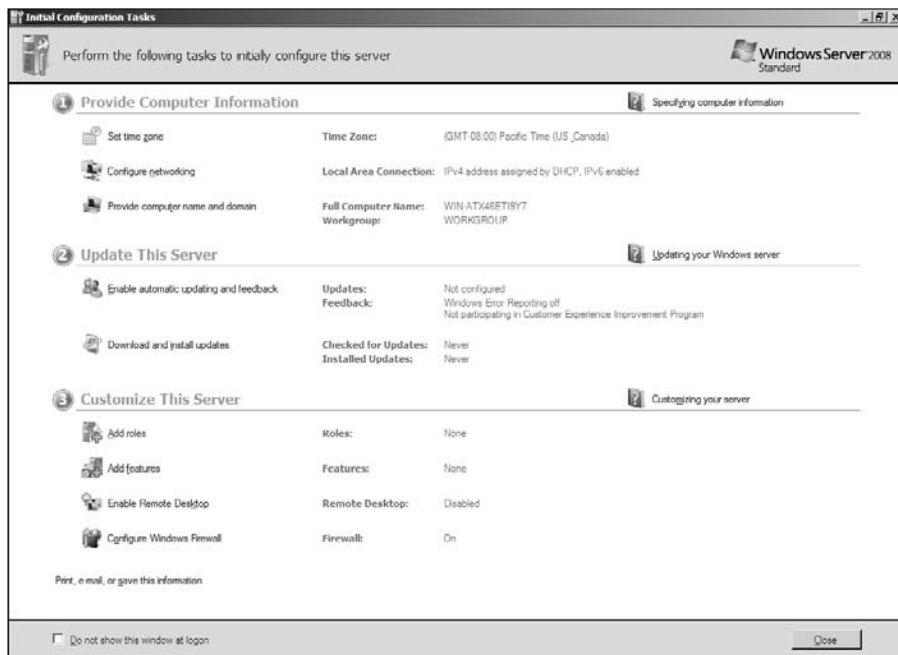 Initial Configuration Tasks
Perform the following tasks to initially configure this server
Windows Server 2008
Standard
1 Provide Computer Information
Specifying computer information
Set time zone
Time Zone:
(GMT-08:00) Pacific Time (US_Canada)
Configure networking
Local Area Connection:
IPv4 address assigned by DHCP, IPv6 enabled
Provide computer name and domain
Full Computer Name:
WIN-ATX46ETI9Y7
Workgroup:
WORKGROUP
2 Update This Server
Updating your Windows server
Enable automatic updating and feedback
Updates:
Not configured
Feedback:
Windows Error Reporting off
Not participating in Customer Experience Improvement Program
Download and install updates
Checked for Updates:
Never
Installed Updates:
Never
3 Customize This Server
Customizing your server
Add roles
Roles:
None
Add features
Features:
None
Enable Remote Desktop
Remote Desktop:
Disabled
Configure Windows Firewall
Firewall:
On
Print, e-mail, or save this information
Do not show this window at logon
Close